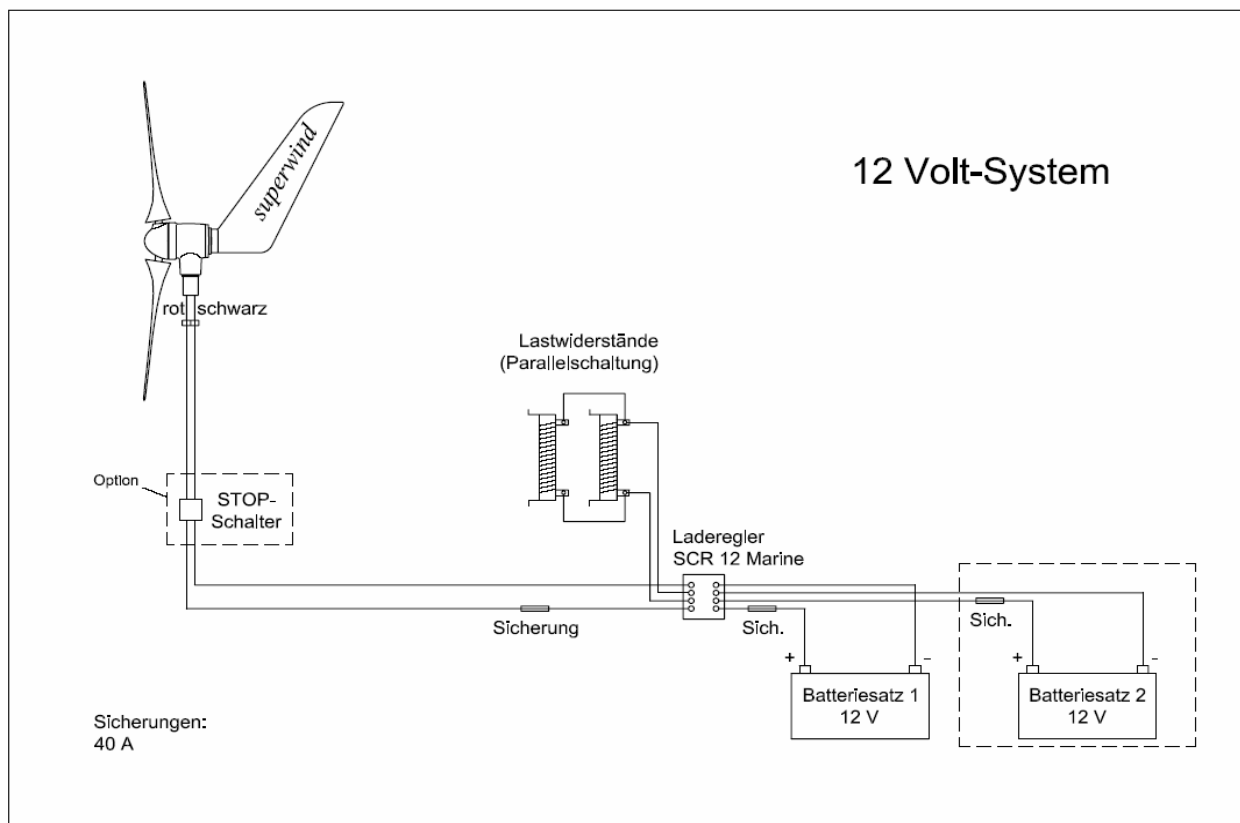 superwind
12 Volt-System
rot schwarz
Lastwiderstände
(Parallelschaltung)
Option
STOP-
Schalter
Laderegler
SCR 12 Marine
Sicherung
Sich.
Sich.
+ –
+ –
Batteriesatz 1
12 V
Batteriesatz 2
12 V
Sicherungen:
40 A